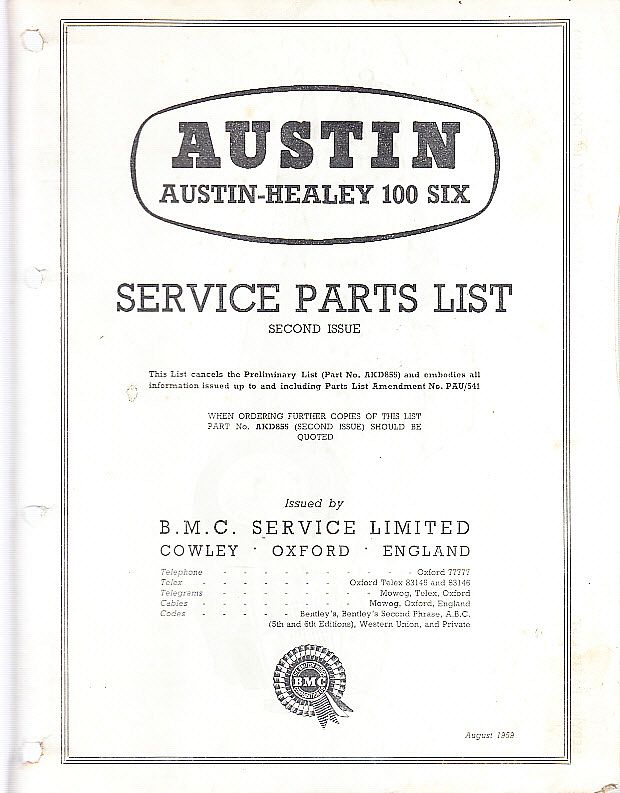 AUSTIN
AUSTIN-HEALEY 100 SIX
SERVICE PARTS LIST
SECOND ISSUE
This List cancels the Preliminary List (Part No. AKD855) and embodies all
information issued up to and including Parts List Amendment No. PAU/541
WHEN ORDERING FURTHER COPIES OF THIS LIST
PART No. AKD855 (SECOND ISSUE) SHOULD BE
QUOTED
Issued by
B.M.C. SERVICE LIMITED
COWLEY · OXFORD · ENGLAND
Telephone - - - - - - - - - - Oxford 77777
Telex - - - - - - - Oxford Telex 83145 and 83146
Telegrams - - - - - - - - Mowog, Telex, Oxford
Cables - - - - - - - - Mowog, Oxford, England
Codes - - - - - Bentley's, Bentley's Second Phrase, A.B.C.
(5th and 6th Editions), Western Union, and Private
BMC
August 1959